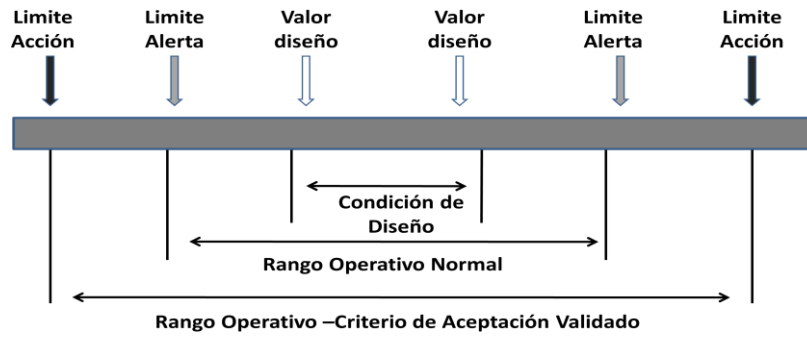 Limite
Acción
Limite
Alerta
Valor
diseño
Valor
diseño
Limite
Alerta
Limite
Acción
Condición de
Diseño
Rango Operativo Normal
Rango Operativo –Criterio de Aceptación Validado